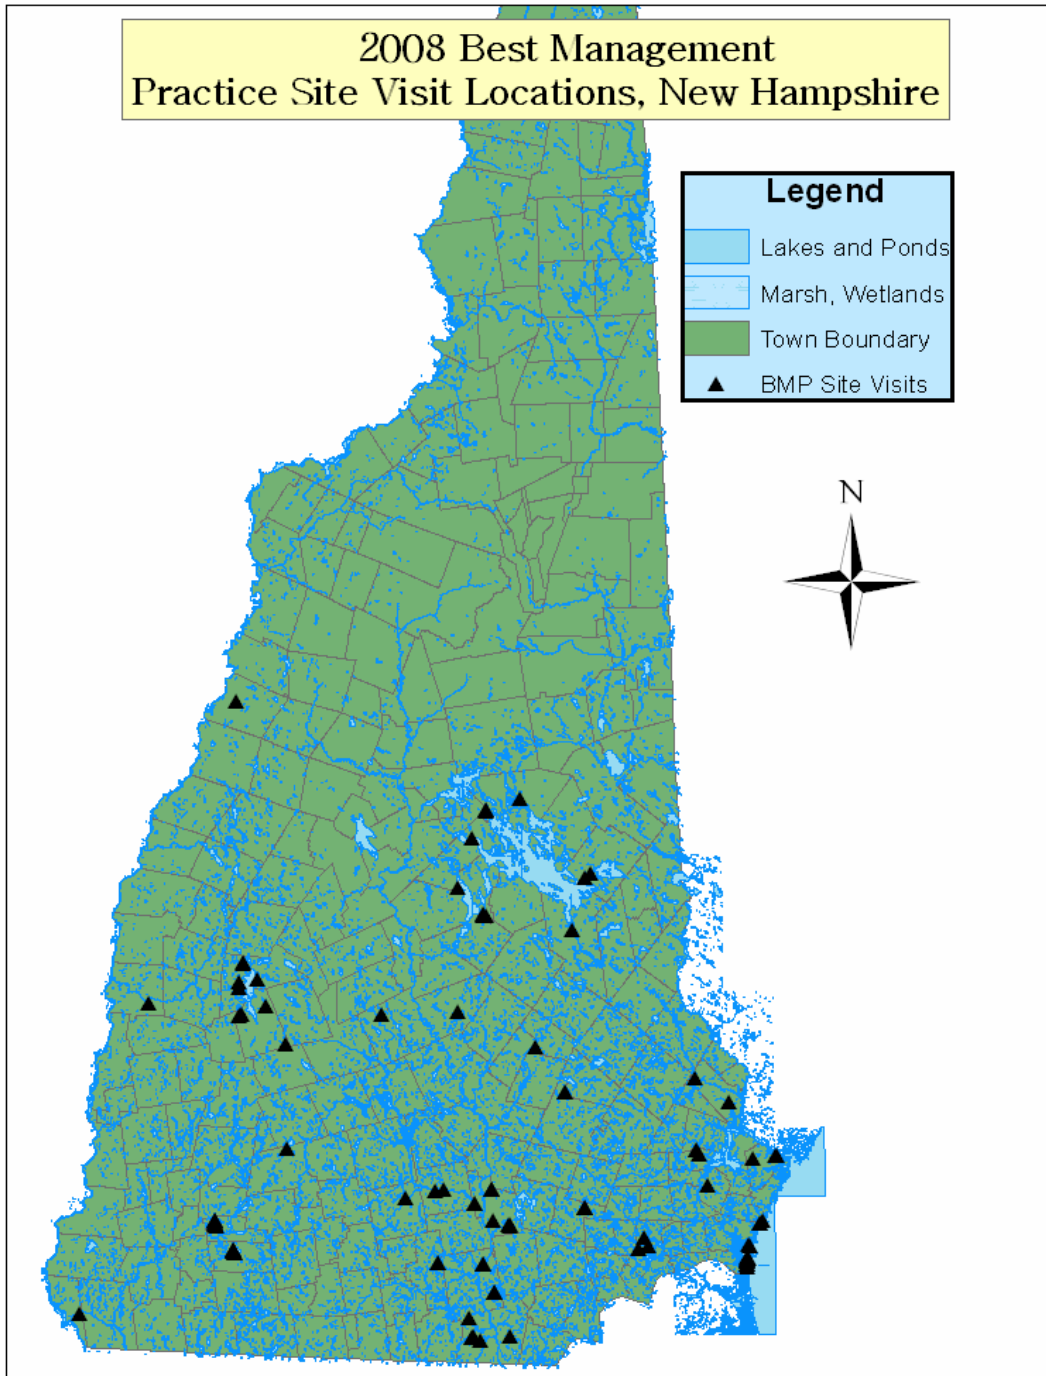 2008 Best Management
Practice Site Visit Locations, New Hampshire
Legend
Lakes and Ponds
Marsh, Wetlands
Town Boundary
BMP Site Visits
N